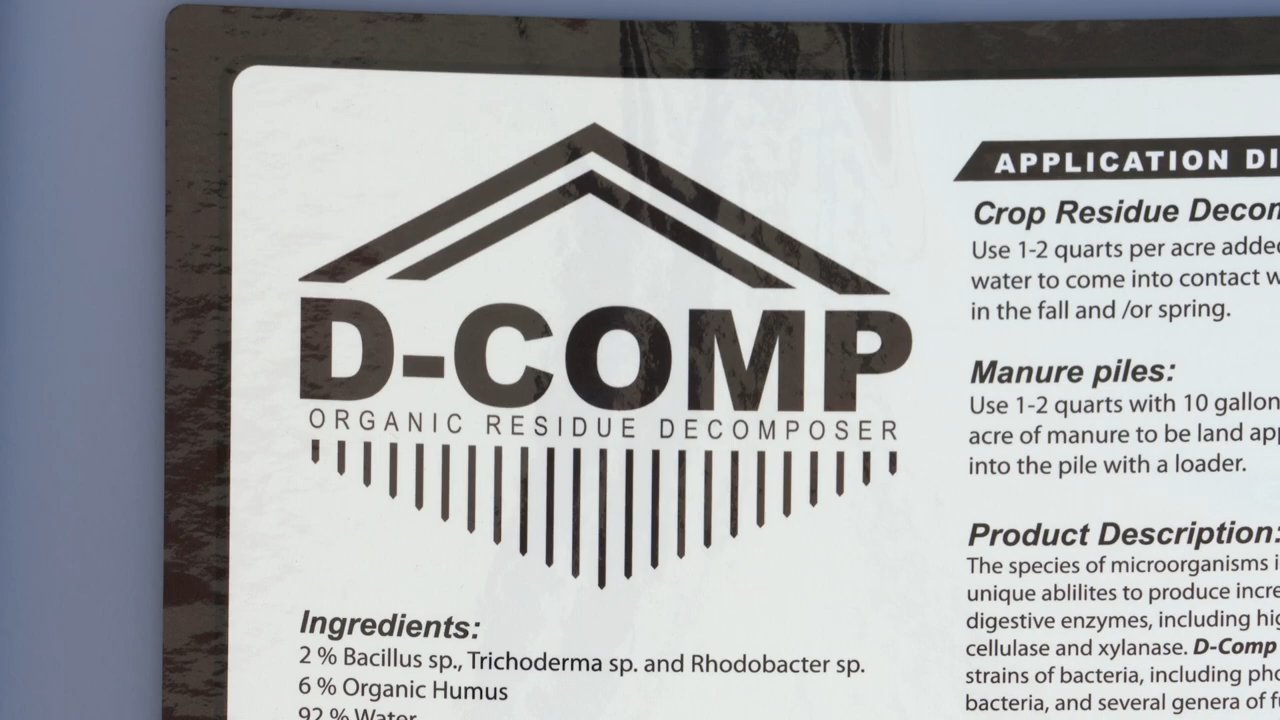 D-COMP
ORGANIC RESIDUE DECOMPOSER
Ingredients:
2 % Bacillus sp., Trichoderma sp. and Rhodobacter sp.
6 % Organic Humus
92 % Water
APPLICATION DI
Crop Residue Decom
Use 1-2 quarts per acre added
water to come into contact w
in the fall and /or spring.
Manure piles:
Use 1-2 quarts with 10 gallon
acre of manure to be land app
into the pile with a loader.
Product Description:
The species of microorganisms i
unique ablilites to produce incre
digestive enzymes, including hig
cellulase and xylanase. D-Comp
strains of bacteria, including pho
bacteria, and several genera of fu